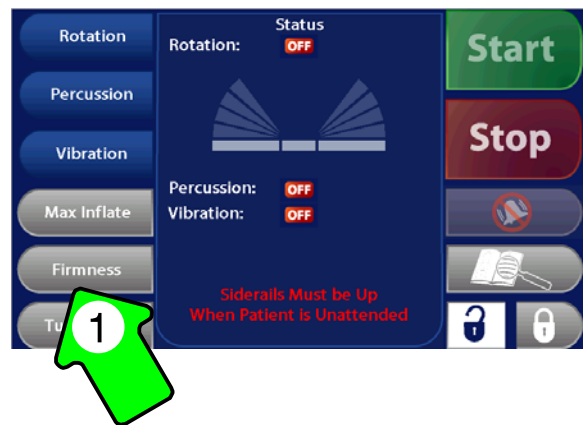 Rotation
Percussion
Vibration
Max Inflate
Firmness
Tu
1
Status
Rotation: OFF
Percussion: OFF
Vibration: OFF
Siderails Must be Up
When Patient is Unattended
Start
Stop